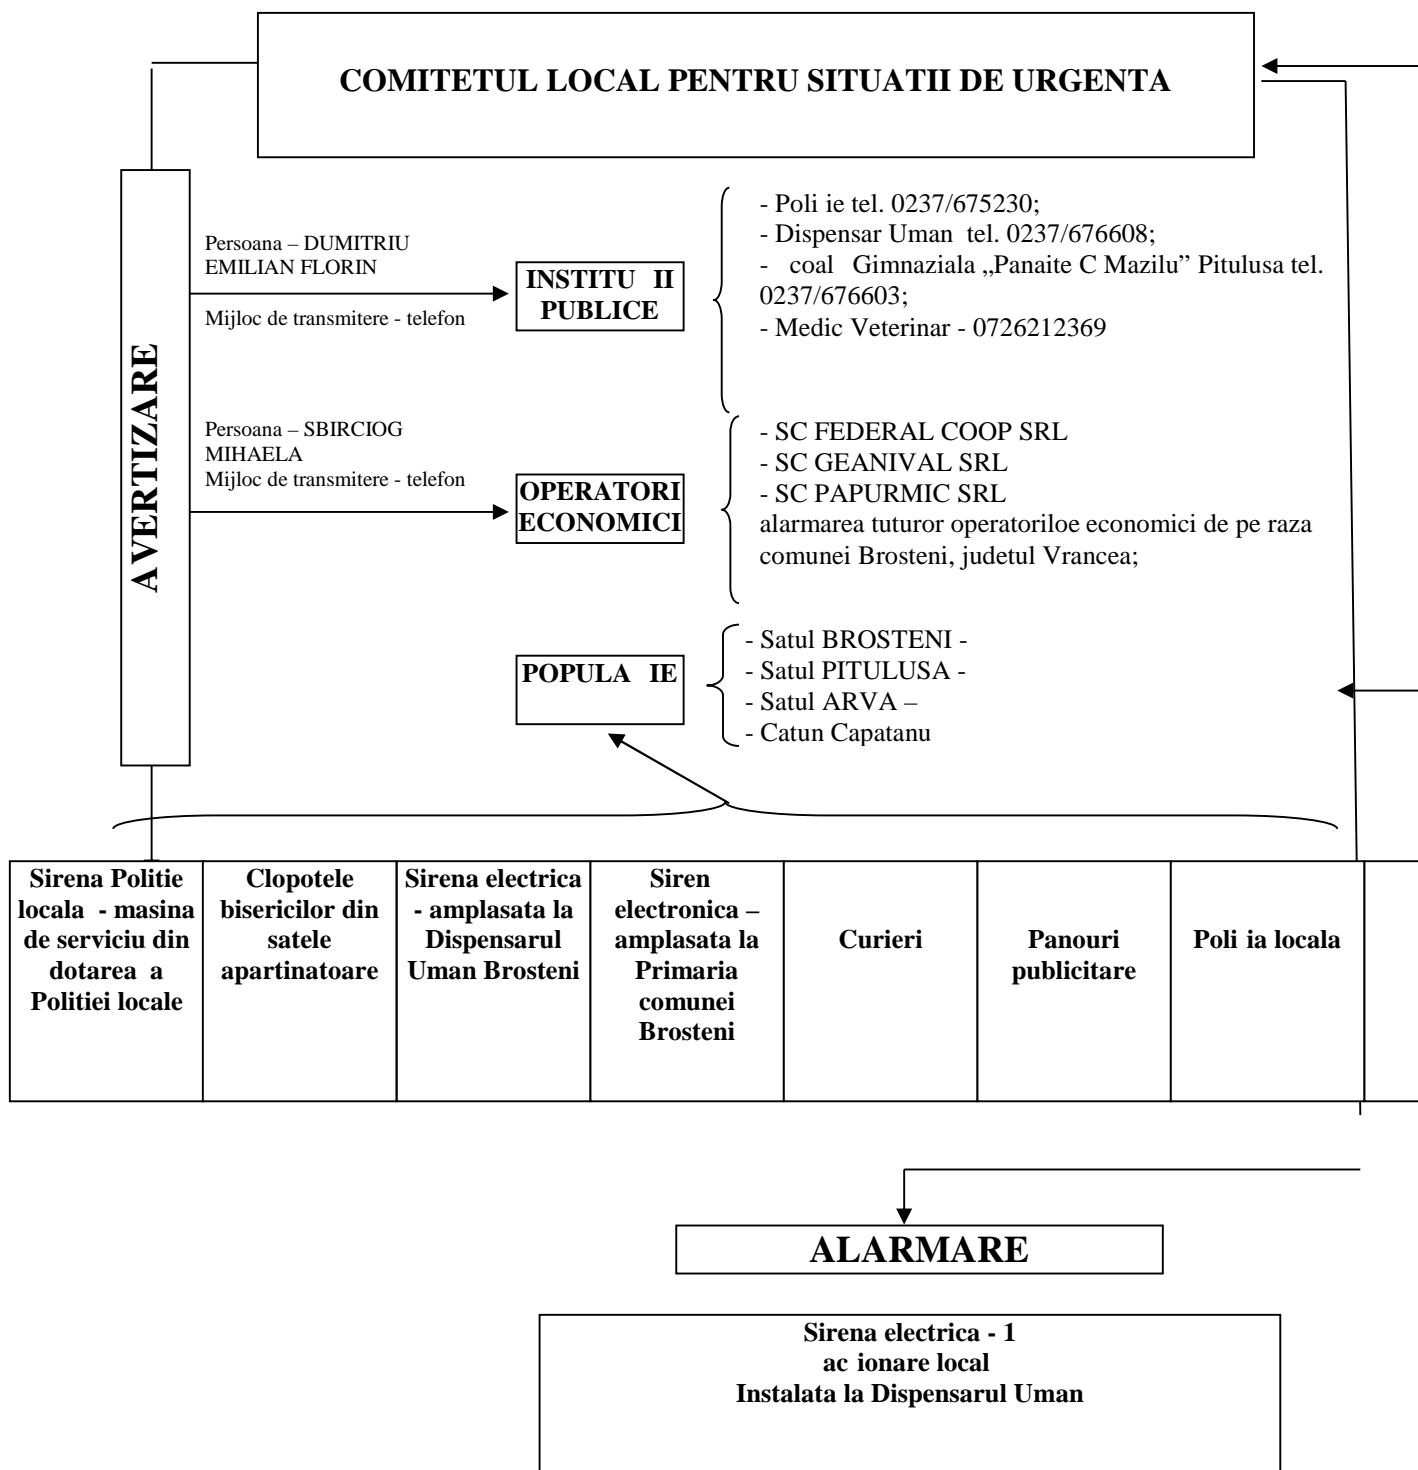 COMITETUL LOCAL PENTRU SITUATII DE URGENTA
AVERTIZARE
Persoana – DUMITRIU
EMILIAN FLORIN
Mijloc de transmitere - telefon
INSTITU II
PUBLICE
- Poli ie tel. 0237/675230;
- Dispensar Uman tel. 0237/676608;
- coal Gimnaziala „Panaite C Mazilu” Pitulusa tel.
0237/676603;
- Medic Veterinar - 0726212369
Persoana – SBIRCIOG
MIHAELA
Mijloc de transmitere - telefon
OPERATORI
ECONOMICI
- SC FEDERAL COOP SRL
- SC GEANIVAL SRL
- SC PAPURMIC SRL
alarmarea tuturor operatoriloe economici de pe raza
comunei Brosteni, judetul Vrancea;
POPULA IE
- Satul BROSTENI -
- Satul PITULUSA -
- Satul ARVA –
- Catun Capatanu
Sirena Politie
locala - masina
de serviciu din
dotarea a
Politiei locale
Clopotele
bisericilor din
satele
apartinatoare
Sirena electrica
- amplasata la
Dispensarul
Uman Brosteni
Siren
electronica –
amplasata la
Primaria
comunei
Brosteni
Curieri
Panouri
publicitare
Poli ia locala
ALARMARE
Sirena electrica - 1
ac ionare local
Instalata la Dispensarul Uman